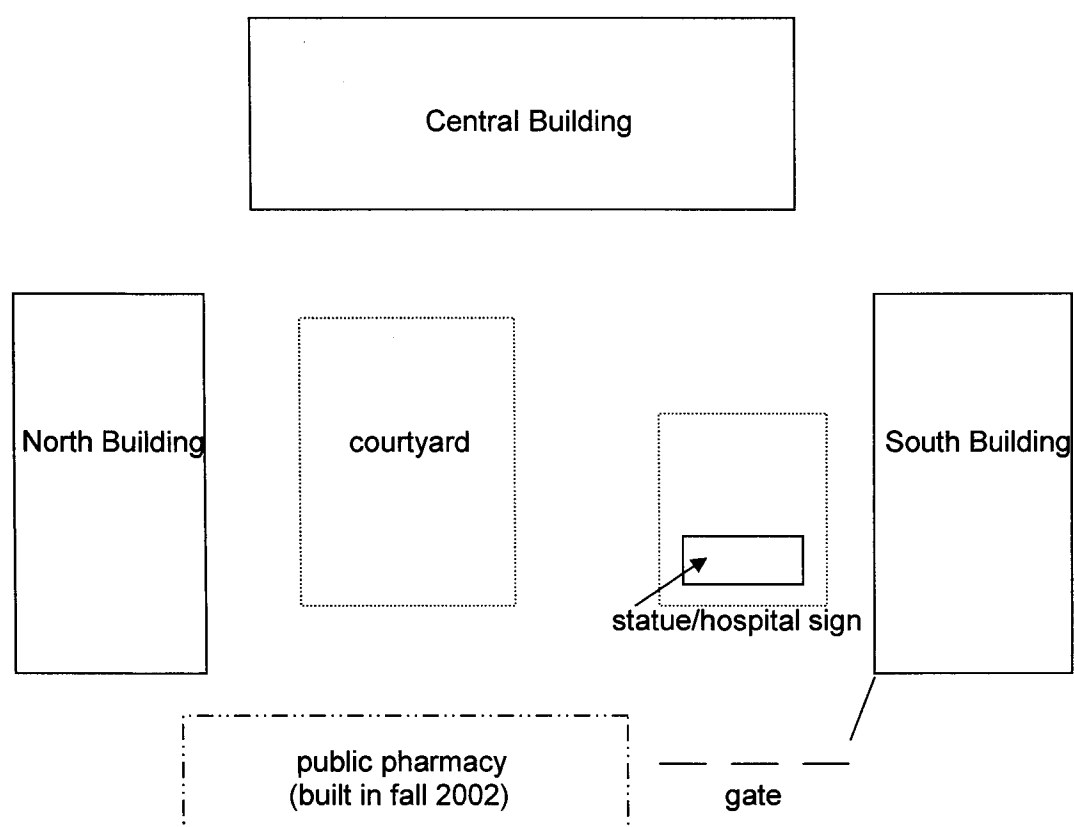 Central Building
North Building
courtyard
South Building
statue/hospital sign
public pharmacy
(built in fall 2002)
gate